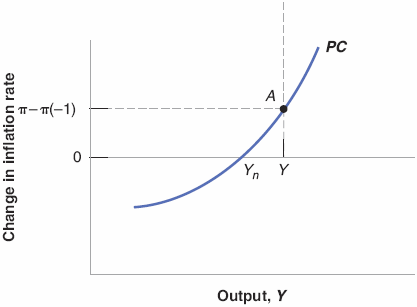 PC
A
π−π(−1)
0
Yn
Y
Change in inflation rate
Output, Y